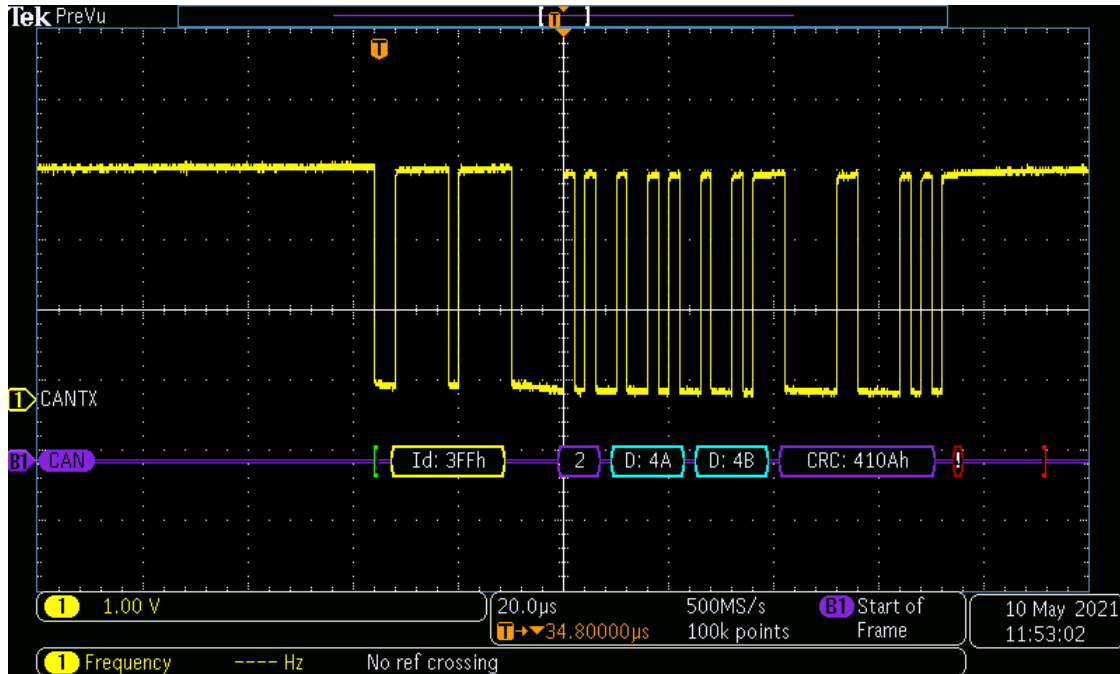 Tek PreVu
T
T
1 CANTX
B1 CAN Id: 3FFh 2 D: 4A D: 4B CRC: 410Ah !
1 1.00 V
20.0µs 500MS/s B1 Start of
T→▼34.80000µs 100k points Frame
10 May 2021
11:53:02
1 Frequency ---- Hz No ref crossing